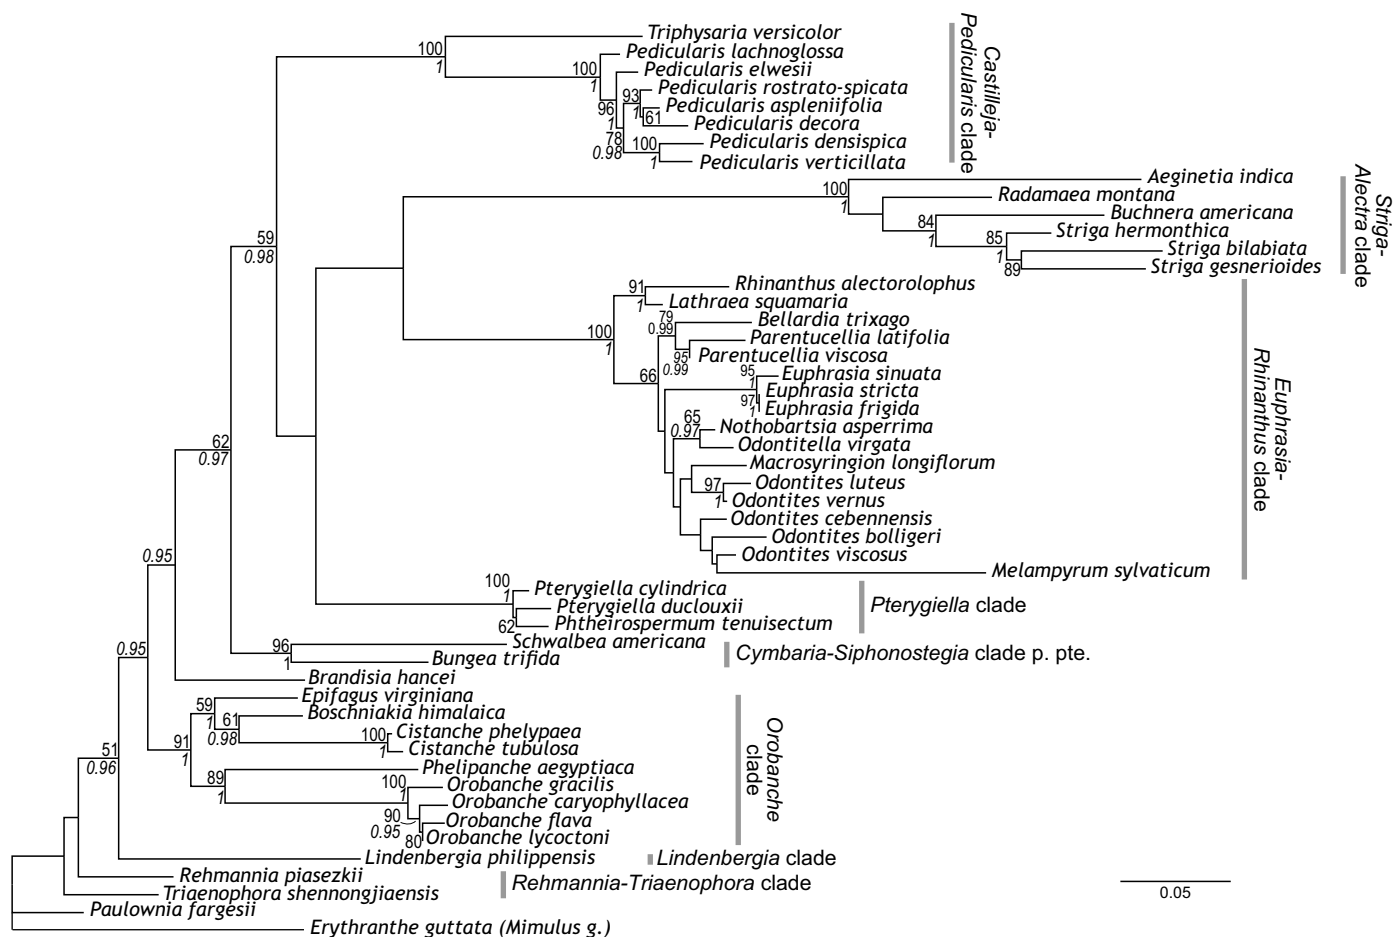 Triphysaria versicolor
100
1
Pedicularis lachnoglossa
100
1
Pedicularis elwesii
96
1
Pedicularis rostrato-spicata
93
1
Pedicularis aspleniifolia
61
Pedicularis decora
78
0.98
Pedicularis densispica
100
1
Pedicularis verticillata
Castilleja-
Pedicularis clade
Aeginetia indica
100
1
Radamaea montana
Buchnera americana
84
1
Striga hermonthica
85
1
Striga bilabiata
89
Striga gesnerioides
Striga-
Alectra clade
59
0.98
Rhinanthus alectorolophus
91
1
Lathraea squamaria
79
0.99
Bellardia trixago
100
1
Parentucellia latifolia
95
0.99
Parentucellia viscosa
66
95
1
Euphrasia sinuata
Euphrasia stricta
97
1
Euphrasia frigida
65
0.97
Nothobartsia asperrima
Odontitella virgata
Macrosyringion longiflorum
97
1
Odontites luteus
Odontites vernus
Odontites cebennensis
Odontites bolligeri
Odontites viscosus
Melampyrum sylvaticum
Euphrasia-
Rhinanthus clade
62
0.97
100
1
Pterygiella cylindrica
Pterygiella duclouxii
62
Phtheirospermum tenuisectum
Pterygiella clade
0.95
Schwalbea americana
96
1
Bungea trifida
Cymbaria-Siphonostegia clade p. pte.
0.95
Brandisia hancei
Epifagus virginiana
59
1
Boschniakia himalaica
61
0.98
Cistanche phelypaea
100
1
Cistanche tubulosa
91
1
Phelipanche aegyptiaca
89
1
Orobanche gracilis
100
1
Orobanche caryophyllacea
90
0.95
Orobanche flava
80
Orobanche lycoctoni
Orobanche
clade
51
0.96
Lindenbergia philippensis
Lindenbergia clade
Rehmannia piasezkii
Triaenophora shennongjiaensis
Rehmannia-Triaenophora clade
Paulownia fargesii
Erythranthe guttata (Mimulus g.)
0.05